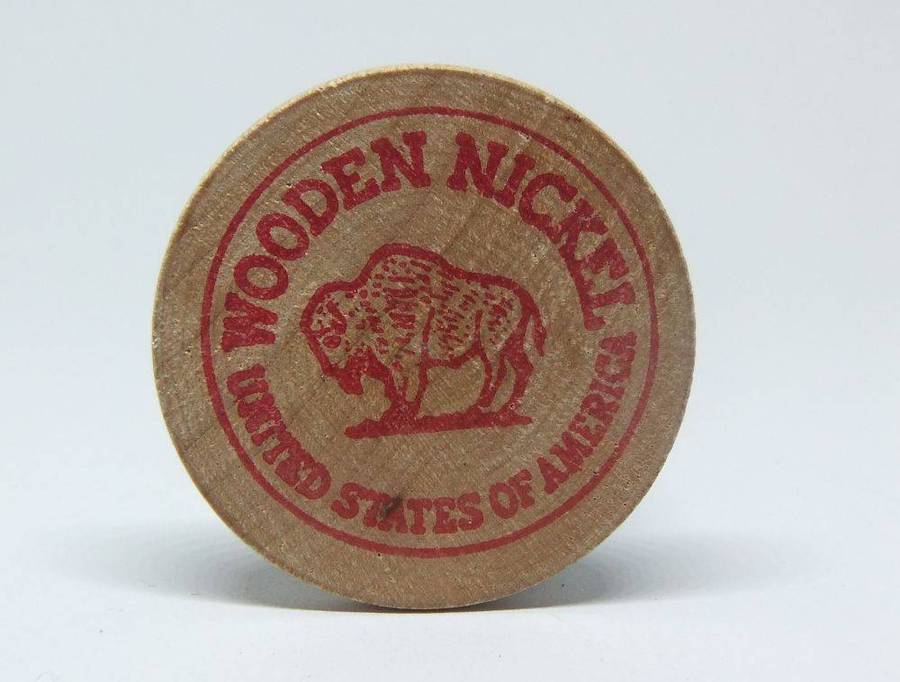 WOODEN NICKEL
UNITED STATES OF AMERICA